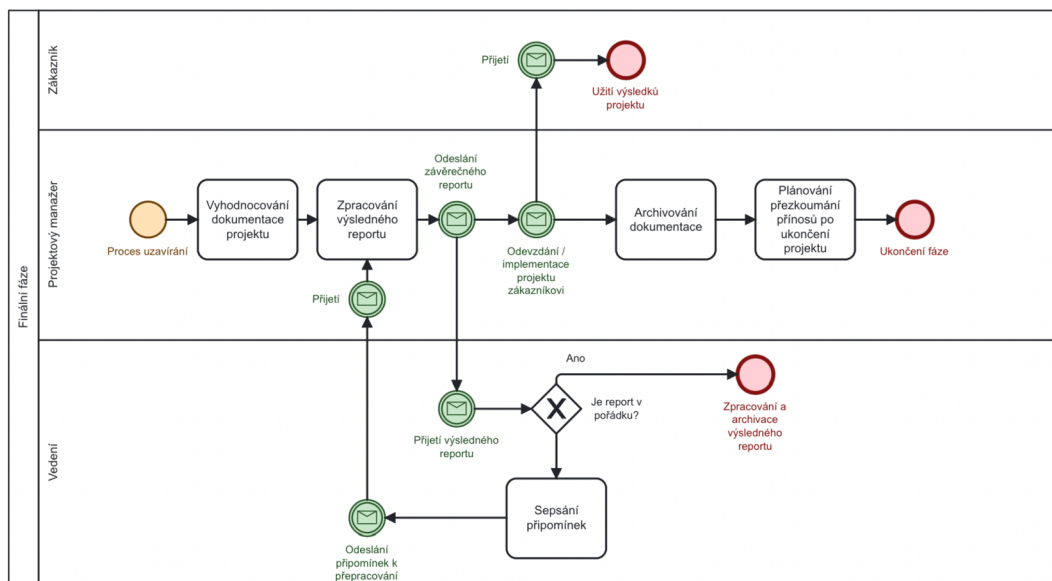 Finální fáze
Zákazník
Přijetí
Užití výsledků
projektu
Projektový manažer
Proces uzavírání
Vyhodnocování
dokumentace
projektu
Zpracování
výsledného
reportu
Přijetí
Odeslání
závěrečného
reportu
Odevzdání /
implementace
projektu
zákazníkovi
Archivování
dokumentace
Plánování
přezkoumání
přínosů po
ukončení
projektu
Ukončení fáze
Vedení
Přijetí výsledného
reportu
Ano
Je report v
pořádku?
Zpracování a
archivace
výsledného
reportu
Sepsání
připomínek
Odeslání
připomínek k
přepracování